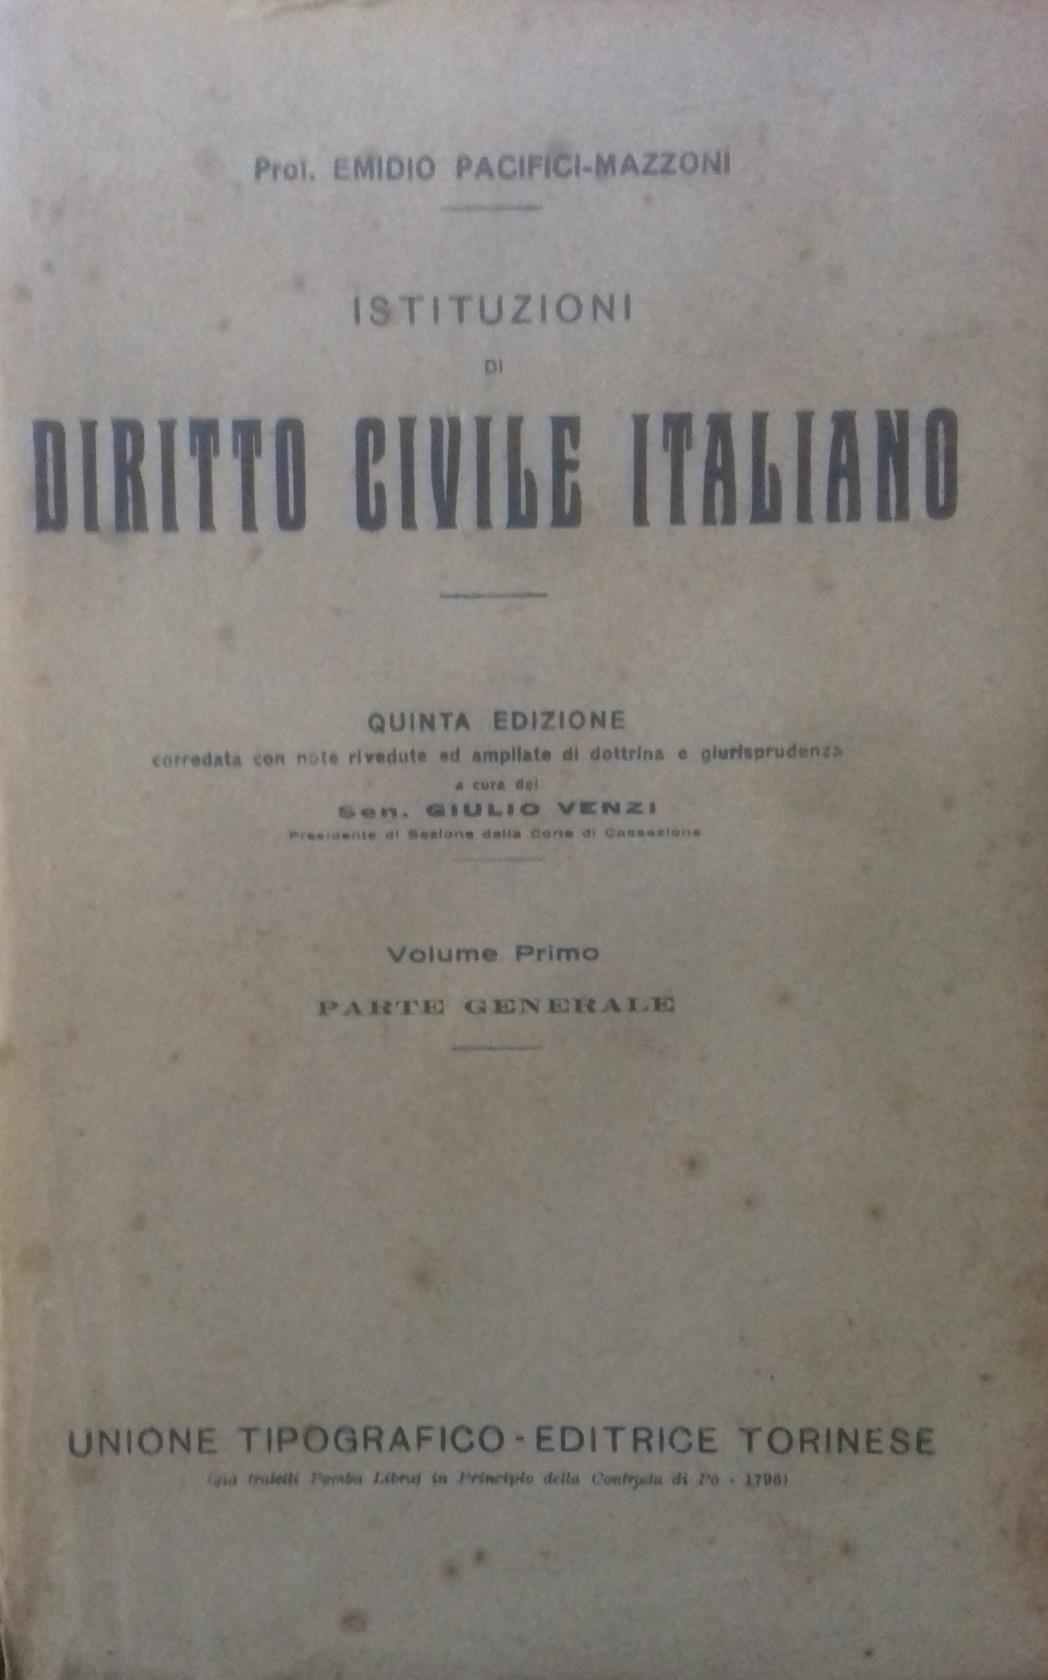 Prof. EMIDIO PACIFICI-MAZZONI
ISTITUZIONI
DI
DIRITTO CIVILE ITALIANO
QUINTA EDIZIONE
corredata con note rivedute ed ampliate di dottrina e giurisprudenza
a cura del
Sen. GIULIO VENZI
Presidente di Sezione della Corte di Cassazione
Volume Primo
PARTE GENERALE
UNIONE TIPOGRAFICO - EDITRICE TORINESE
(già fratelli Pomba Libraj in Principio della Contrada di Po - 1796)